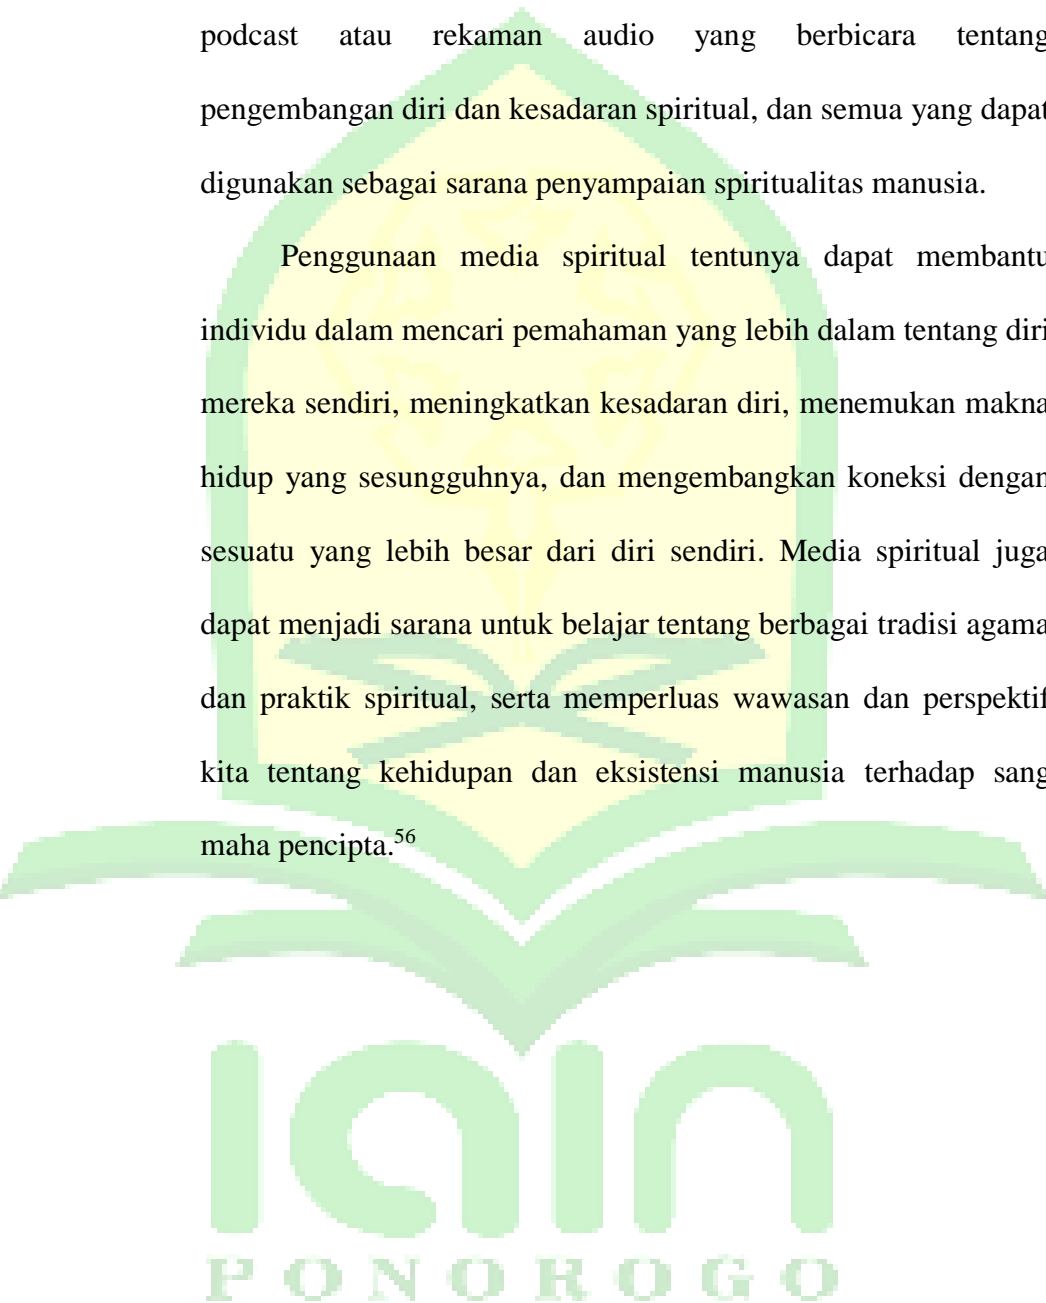 podcast atau rekaman audio yang berbicara tentang
pengembangan diri dan kesadaran spiritual, dan semua yang dapat
digunakan sebagai sarana penyampaian spiritualitas manusia.
Penggunaan media spiritual tentunya dapat membantu
individu dalam mencari pemahaman yang lebih dalam tentang diri
mereka sendiri, meningkatkan kesadaran diri, menemukan makna
hidup yang sesungguhnya, dan mengembangkan koneksi dengan
sesuatu yang lebih besar dari diri sendiri. Media spiritual juga
dapat menjadi sarana untuk belajar tentang berbagai tradisi agama
dan praktik spiritual, serta memperluas wawasan dan perspektif
kita tentang kehidupan dan eksistensi manusia terhadap sang
maha pencipta.56
iain
PONOROGO